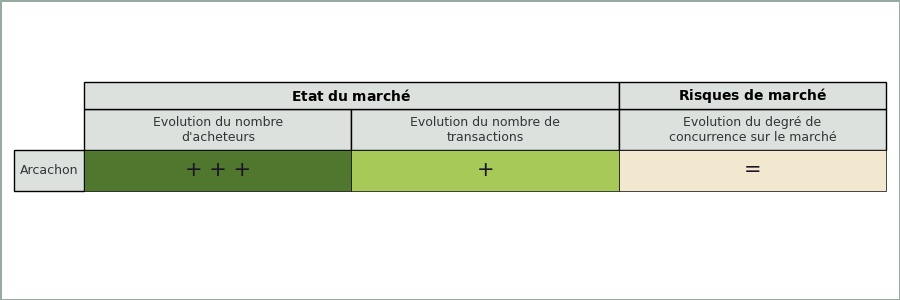 Etat du marché
Risques de marché
Evolution du nombre
d'acheteurs
Evolution du nombre de
transactions
Evolution du degré de
concurrence sur le marché
Arcachon
+ + +
+
=